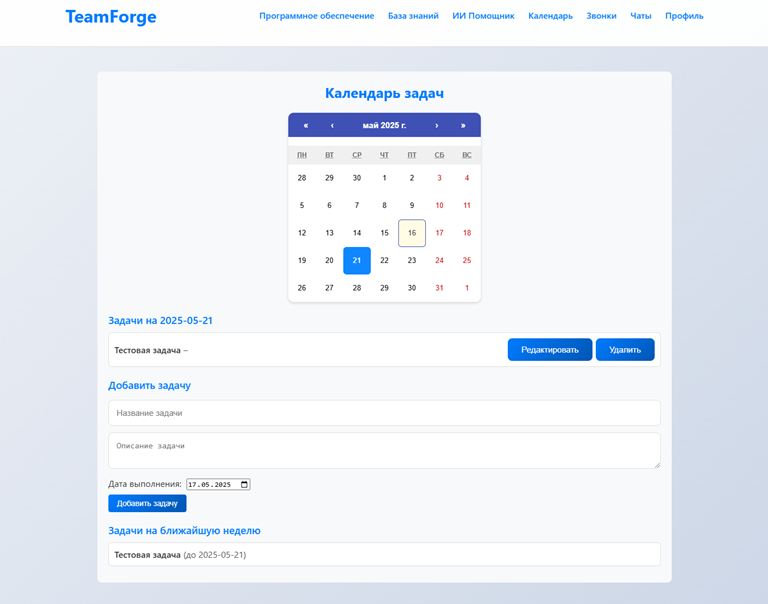 TeamForge
Программное обеспечение База знаний ИИ Помощник Календарь Звонки Чаты Профиль
Календарь задач
« ‹ май 2025 г. › »
ПН ВТ СР ЧТ ПТ СБ ВС
28 29 30 1 2 3 4
5 6 7 8 9 10 11
12 13 14 15 16 17 18
19 20 21 22 23 24 25
26 27 28 29 30 31 1
Задачи на 2025-05-21
Тестовая задача – Редактировать Удалить
Добавить задачу
Название задачи
Описание задачи
Дата выполнения: 17.05.2025
Добавить задачу
Задачи на ближайшую неделю
Тестовая задача (до 2025-05-21)